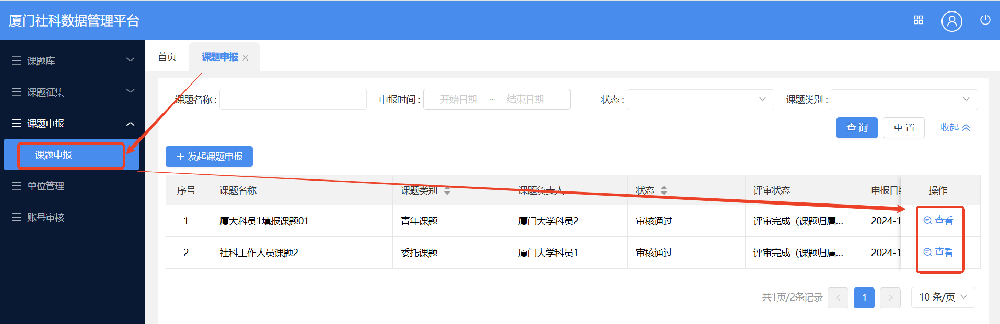 厦门社科数据管理平台
课题库
课题征集
课题申报
课题申报
单位管理
账号审核
首页 课题申报
课题名称 : 申报时间 : 开始日期 ~ 结束日期 状态 : 课题类别 :
查 询 重 置 收起
发起课题申报
序号 课题名称 课题类别 课题负责人 状态 评审状态 申报日 操作
1 厦大科员1填报课题01 青年课题 厦门大学科员2 审核通过 评审完成（课题归属... 2024-1 查看
2 社科工作人员课题2 委托课题 厦门大学科员1 审核通过 评审完成（课题归属... 2024-1 查看
共1页/2条记录 < 1 > 10 条/页